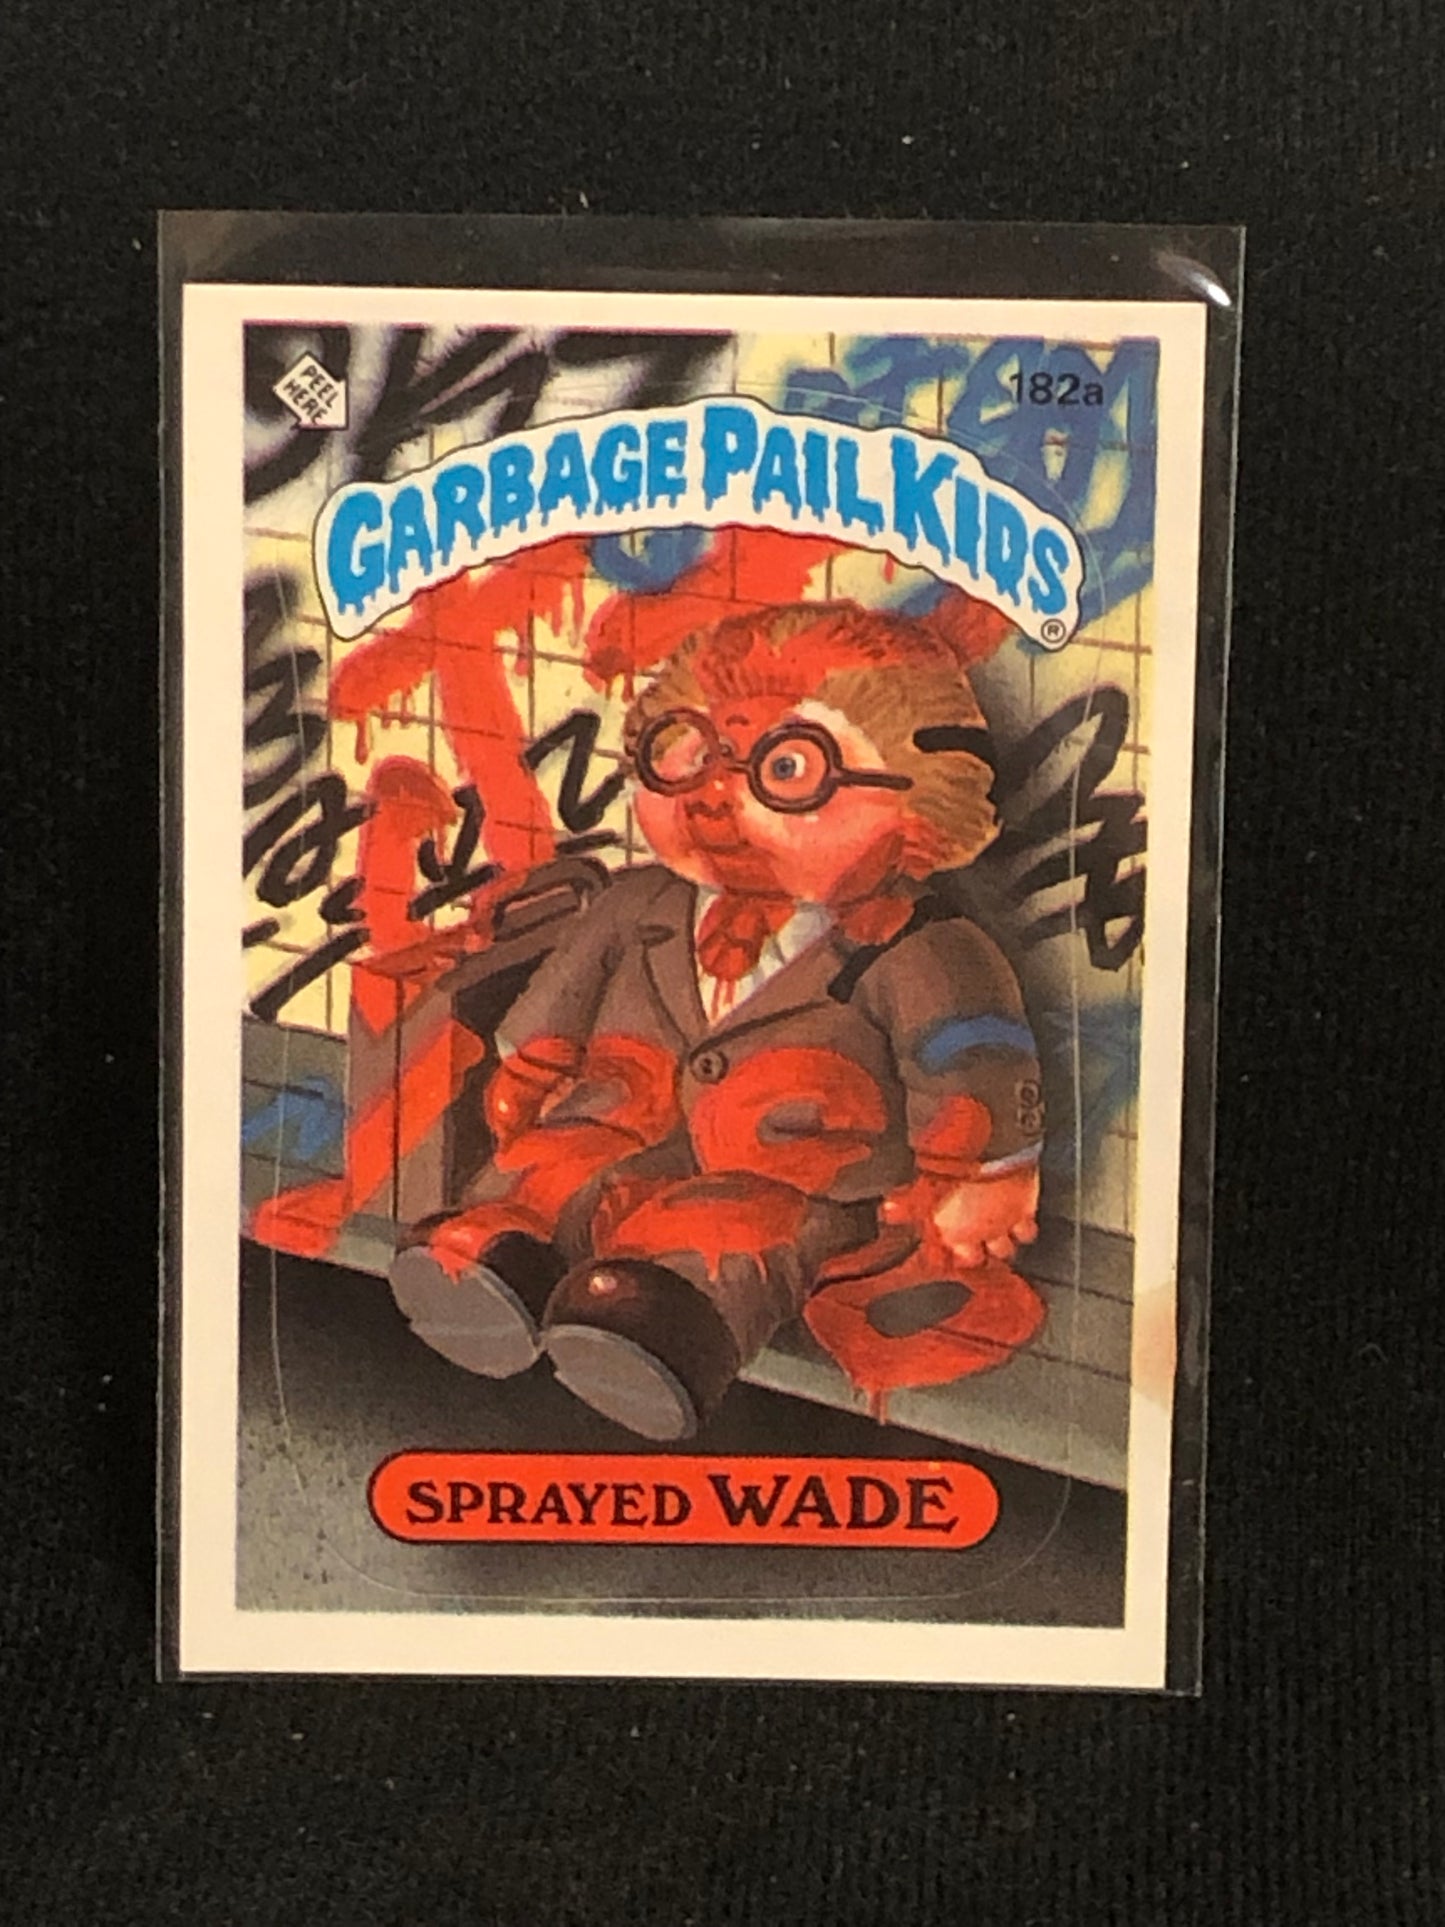 PEEL
HERE
182a
GARBAGE PAIL KIDS
®
SPRAYED WADE